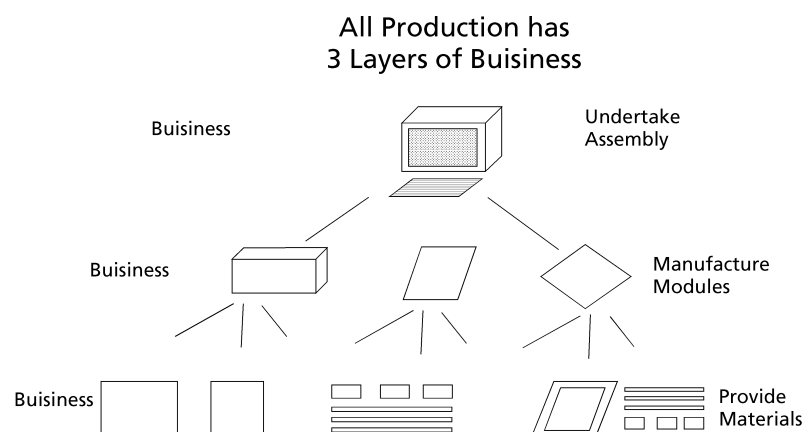 All Production has
3 Layers of Buisiness
Buisiness
Undertake
Assembly
Buisiness
Manufacture
Modules
Buisiness
Provide
Materials